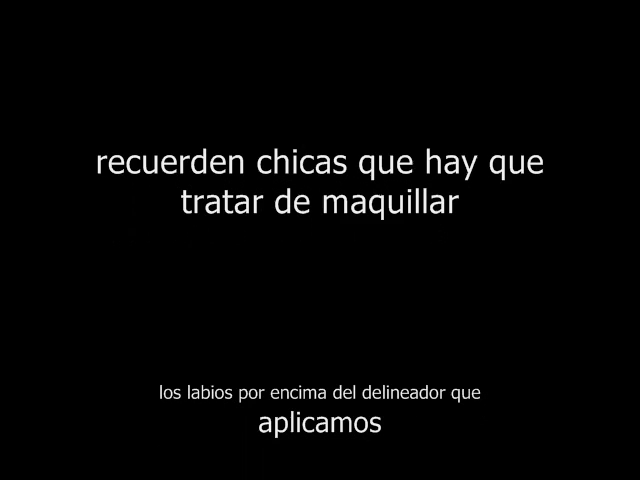 recuerden chicas que hay que
tratar de maquillar
los labios por encima del delineador que
aplicamos